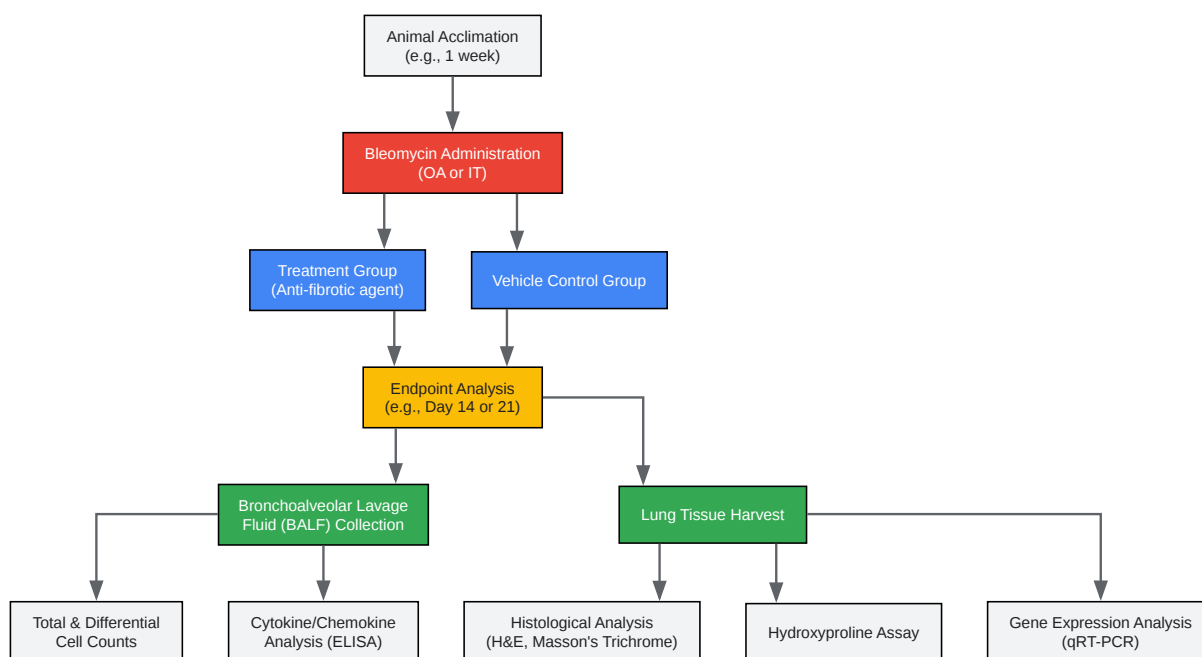 Animal Acclimation
(e.g., 1 week)
Bleomycin Administration
(OA or IT)
Treatment Group
(Anti-fibrotic agent)
Vehicle Control Group
Endpoint Analysis
(e.g., Day 14 or 21)
Bronchoalveolar Lavage
Fluid (BALF) Collection
Lung Tissue Harvest
Total & Differential
Cell Counts
Cytokine/Chemokine
Analysis (ELISA)
Histological Analysis
(H&E, Masson's Trichrome)
Hydroxyproline Assay
Gene Expression Analysis
(qRT-PCR)